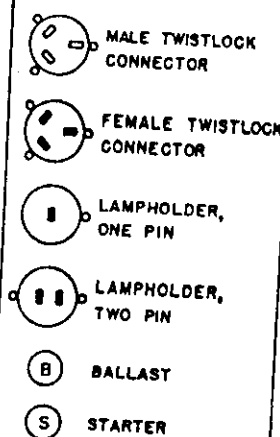 MALE TWISTLOCK
CONNECTOR
FEMALE TWISTLOCK
CONNECTOR
LAMPHOLDER,
ONE PIN
LAMPHOLDER,
TWO PIN
B BALLAST
S STARTER